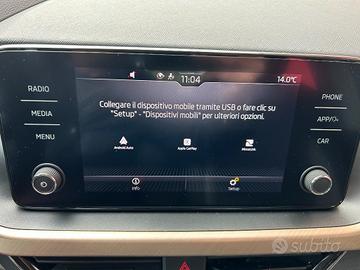 11:04
14.0°C
RADIO
MEDIA
MENU
PHONE
APP/
CAR
Collegare il dispositivo mobile tramite USB o fare clic su
"Setup" - "Dispositivi mobili" per ulteriori opzioni.
Android Auto
Apple CarPlay
MirrorLink
Info
Setup
subito